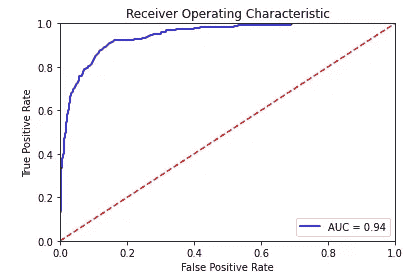 Receiver Operating Characteristic
True Positive Rate
1.0
0.8
0.6
0.4
0.2
0.0
AUC = 0.94
0.0 0.2 0.4 0.6 0.8 1.0
False Positive Rate